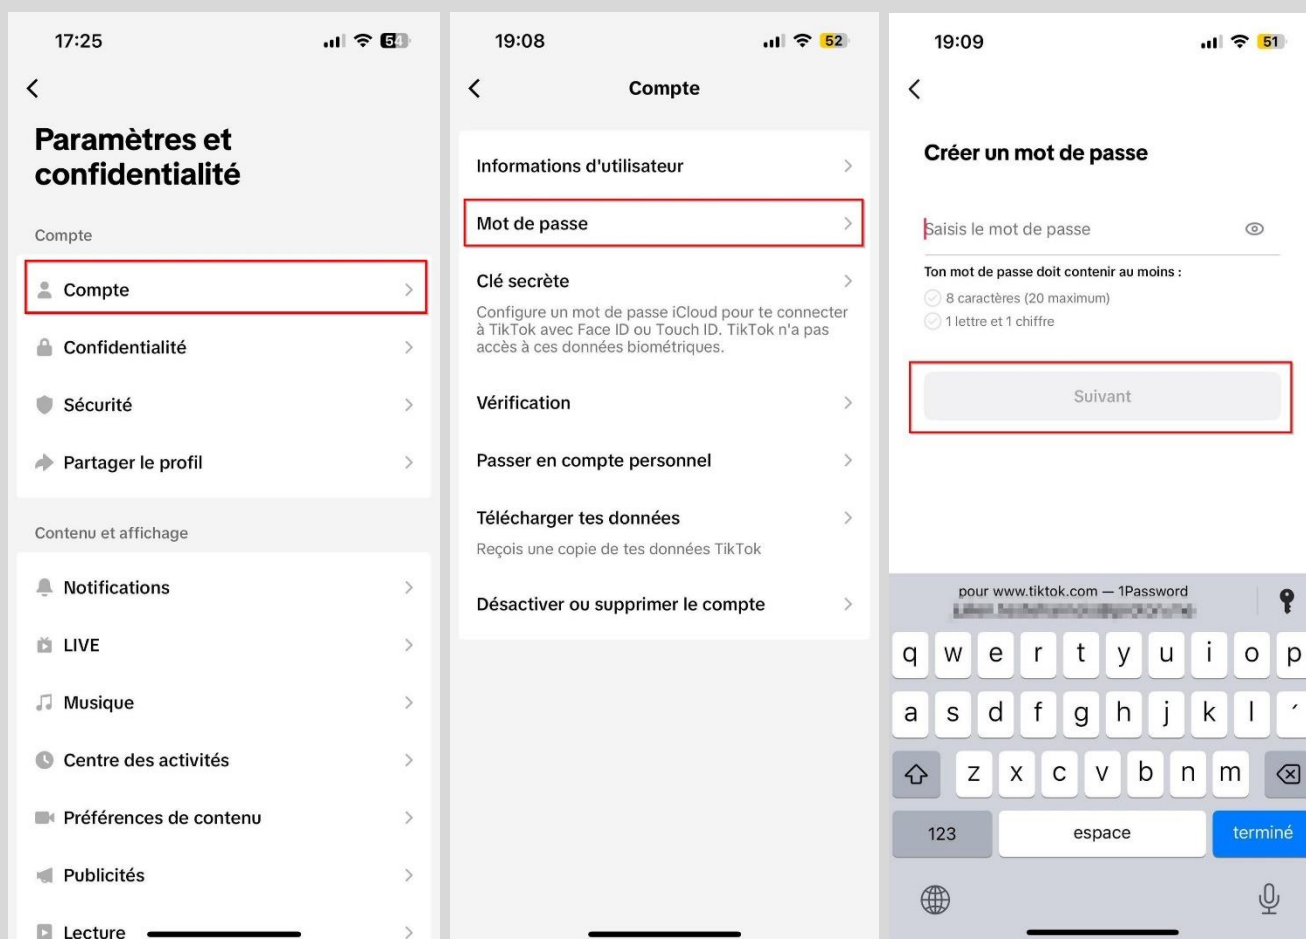 17:25
54
Paramètres et
confidentialité
Compte
Compte
Confidentialité
Sécurité
Partager le profil
Contenu et affichage
Notifications
LIVE
Musique
Centre des activités
Préférences de contenu
Publicités
Lecture
19:08
52
Compte
Informations d'utilisateur
Mot de passe
Clé secrète
Configure un mot de passe iCloud pour te connecter
à TikTok avec Face ID ou Touch ID. TikTok n'a pas
accès à ces données biométriques.
Vérification
Passer en compte personnel
Télécharger tes données
Reçois une copie de tes données TikTok
Désactiver ou supprimer le compte
19:09
51
Créer un mot de passe
Saisis le mot de passe
Ton mot de passe doit contenir au moins :
8 caractères (20 maximum)
1 lettre et 1 chiffre
Suivant
pour www.tiktok.com — 1Password
q w e r t y u i o p
a s d f g h j k l ´
z x c v b n m
123 espace terminé